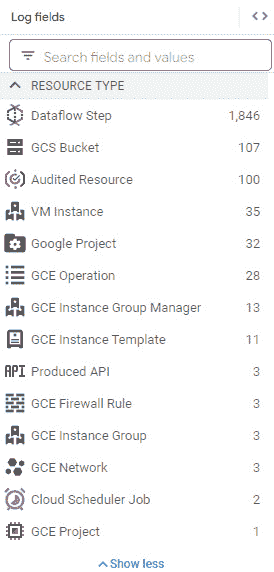 Log fields
Search fields and values
RESOURCE TYPE
Dataflow Step 1,846
GCS Bucket 107
Audited Resource 100
VM Instance 35
Google Project 32
GCE Operation 28
GCE Instance Group Manager 13
GCE Instance Template 11
API Produced API 3
GCE Firewall Rule 3
GCE Instance Group 3
GCE Network 3
Cloud Scheduler Job 2
GCE Project 1
Show less